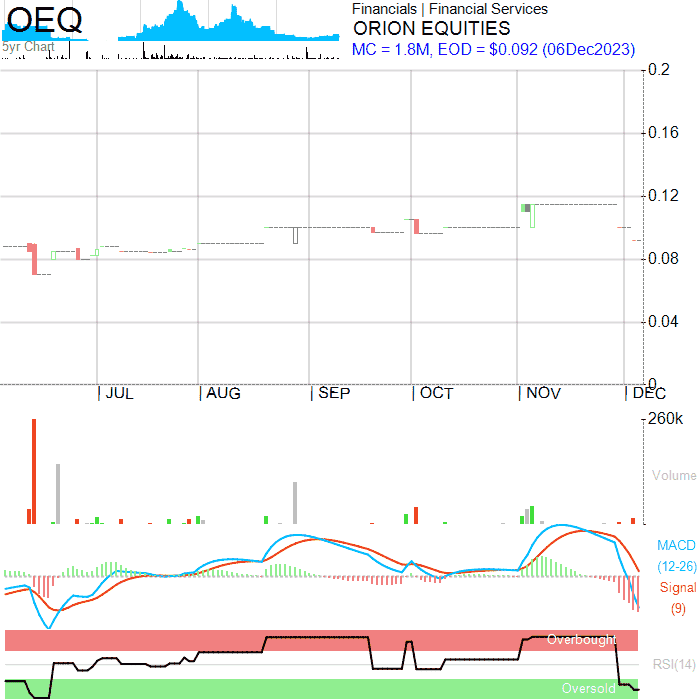 OEQ
5yr Chart
Financials | Financial Services
ORION EQUITIES
MC = 1.8M, EOD = $0.092 (06Dec2023)
0.2
0.16
0.12
0.08
0.04
0
| JUL | AUG | SEP | OCT | NOV | DEC
260k
Volume
MACD
(12-26)
Signal
(9)
Overbought
RSI(14)
Oversold